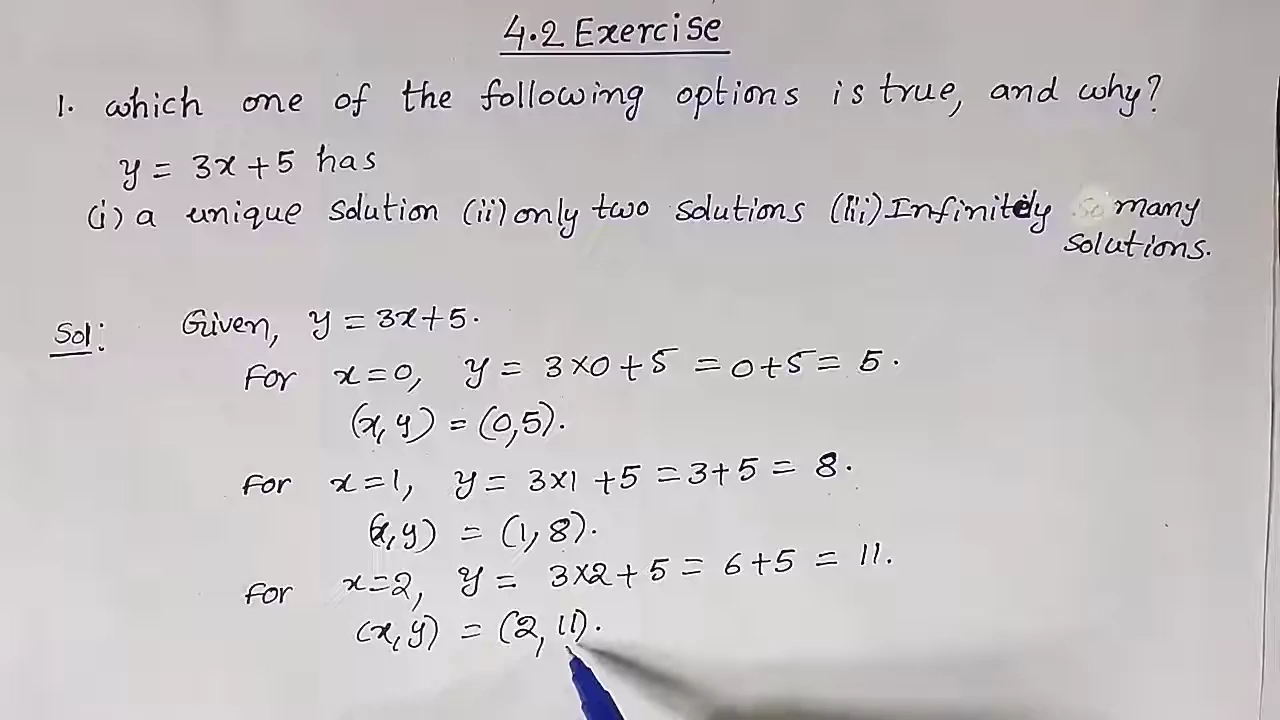 4.2 Exercise
1. which one of the following options is true, and why?
y = 3x + 5 has
(i) a unique solution (ii) only two solutions (iii) Infinitely many
solutions.
Sol: Given, y = 3x+5.
For x=0, y = 3×0+5 = 0+5 = 5.
(x,y) = (0,5).
For x=1, y = 3×1+5 = 3+5 = 8.
(x,y) = (1,8).
For x=2, y = 3×2+5 = 6+5 = 11.
(x,y) = (2,11).